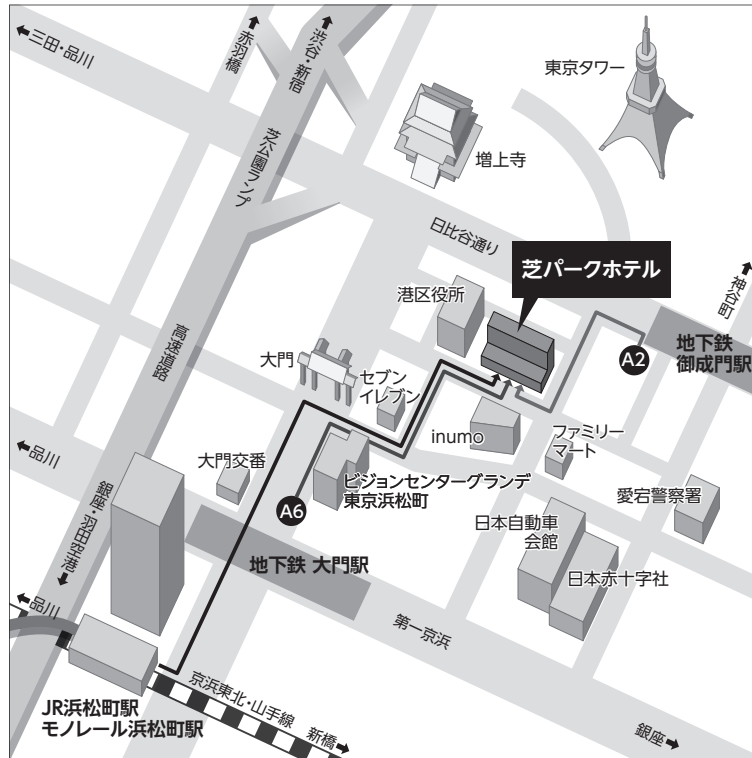 三田・品川
赤羽橋
渋谷・新宿
東京タワー
芝公園ランプ
増上寺
日比谷通り
芝パークホテル
神谷町
港区役所
地下鉄
御成門駅
A2
高速道路
大門
セブン
イレブン
inumo
ファミリー
マート
品川
大門交番
ビジョンセンターグランデ
東京浜松町
A6
愛宕警察署
日本自動車
会館
銀座・羽田空港
地下鉄 大門駅
日本赤十字社
品川
第一京浜
JR浜松町駅
モノレール浜松町駅
京浜東北・山手線
新橋
銀座